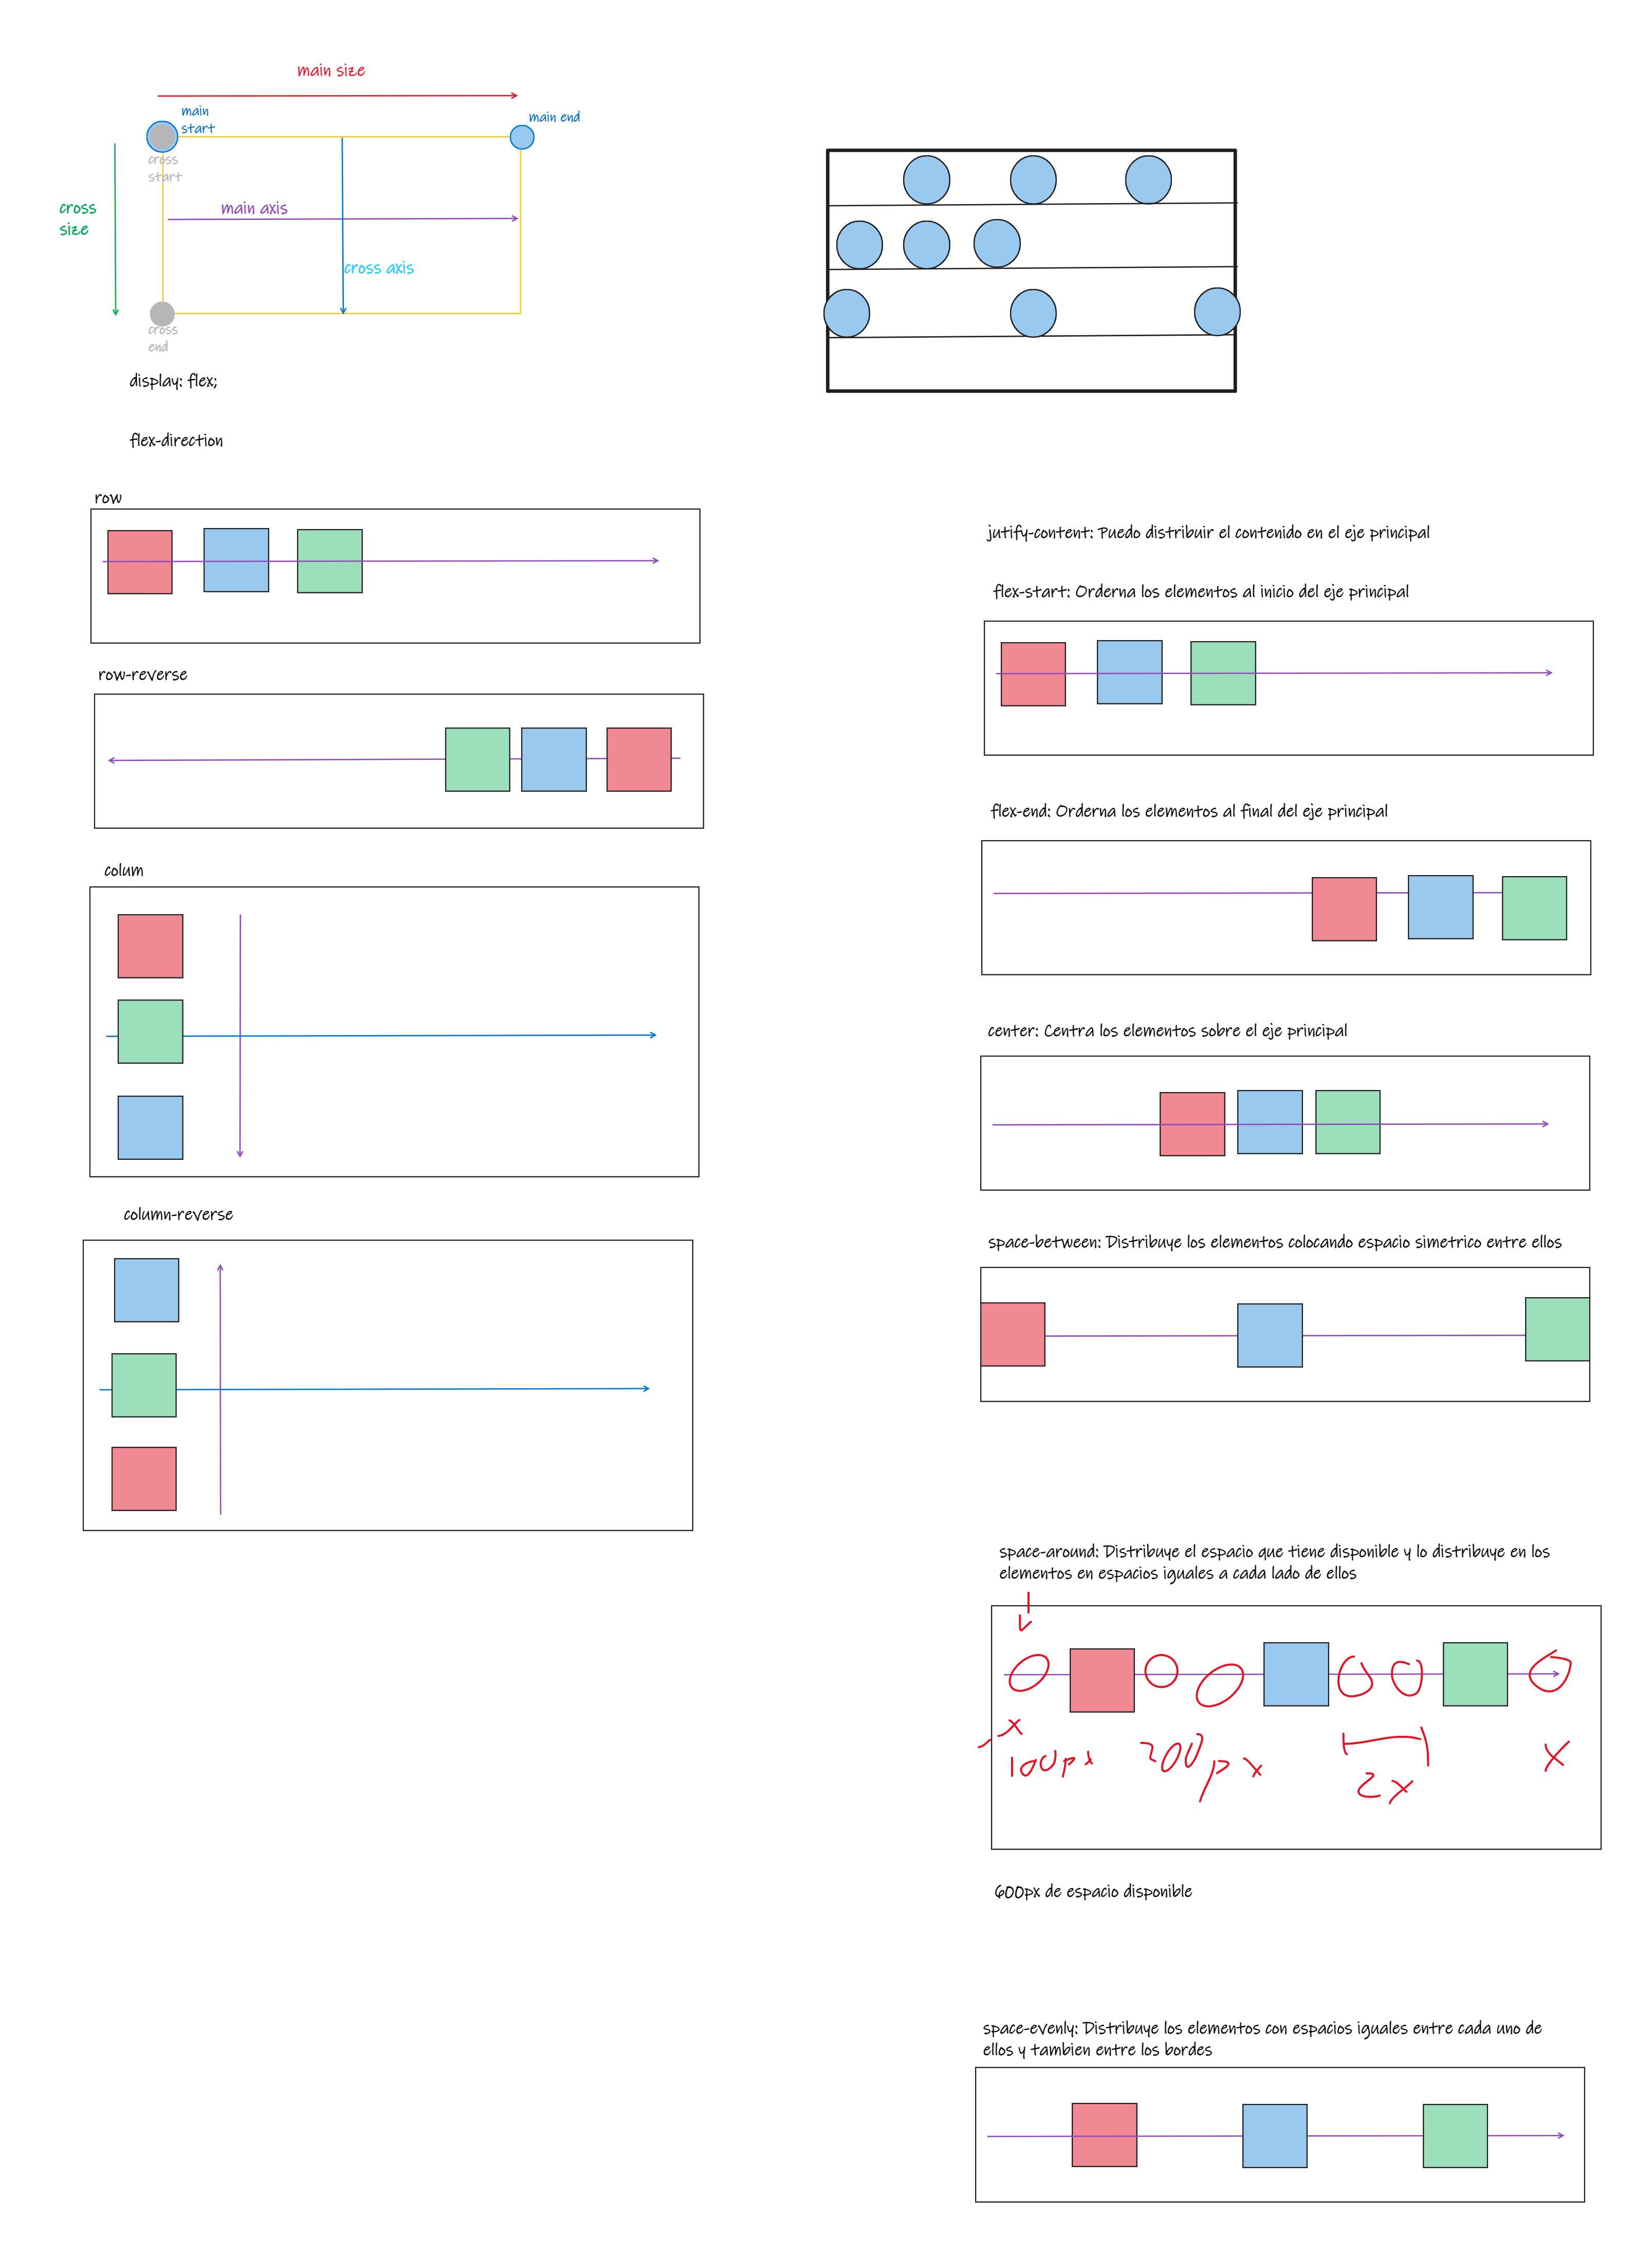 main size
main
start
main end
cross
start
cross
size
main axis
cross axis
cross
end
display: flex;
flex-direction
row
row-reverse
colum
column-reverse
jutify-content: Puedo distribuir el contenido en el eje principal
flex-start: Orderna los elementos al inicio del eje principal
flex-end: Orderna los elementos al final del eje principal
center: Centra los elementos sobre el eje principal
space-between: Distribuye los elementos colocando espacio simetrico entre ellos
space-around: Distribuye el espacio que tiene disponible y lo distribuye en los
elementos en espacios iguales a cada lado de ellos
x
100px
200px
2x
x
600px de espacio disponible
space-evenly: Distribuye los elementos con espacios iguales entre cada uno de
ellos y tambien entre los bordes